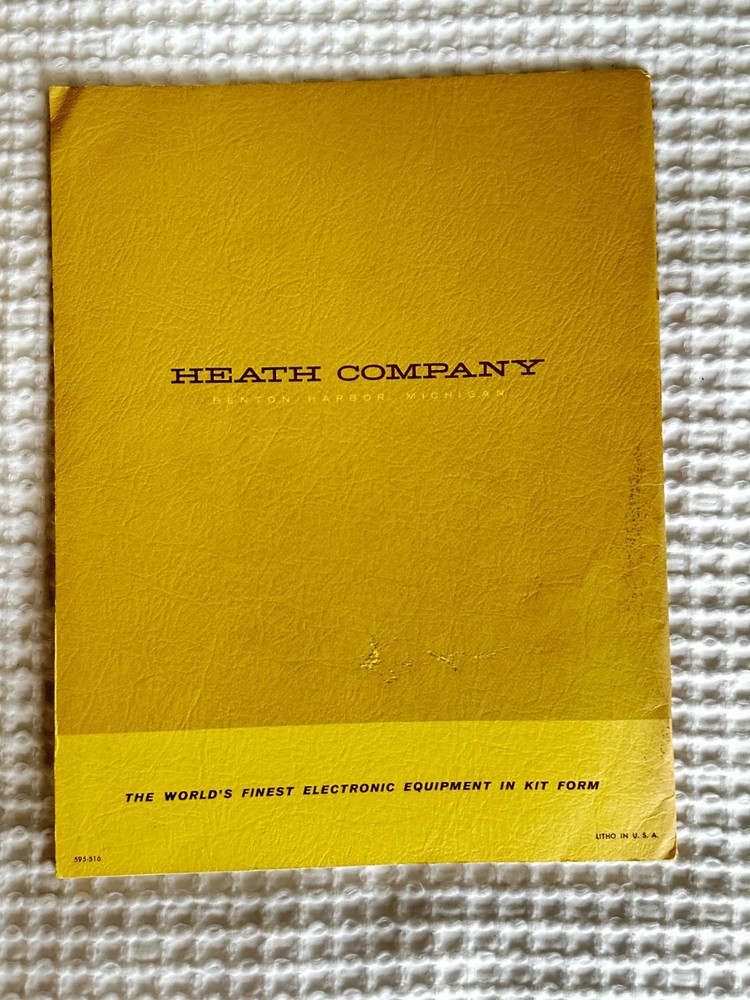 HEATH COMPANY
BENTON HARBOR, MICHIGAN
THE WORLD'S FINEST ELECTRONIC EQUIPMENT IN KIT FORM
LITHO IN U. S. A.
595-516